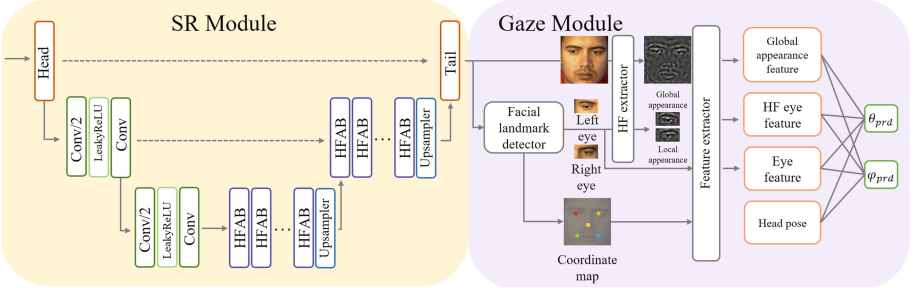 SR Module
Head
Conv/2
LeakyReLU
Conv
Conv/2
LeakyReLU
Conv
HFAB
HFAB
...
HFAB
Upsampler
HFAB
HFAB
...
HFAB
Upsampler
Tail
Gaze Module
Facial
landmark
detector
Left
eye
Right
eye
HF extractor
Global
appearance
Local
appearance
Coordinate
map
Feature extractor
Global
appearance
feature
HF eye
feature
Eye
feature
Head pose
θprd
φprd